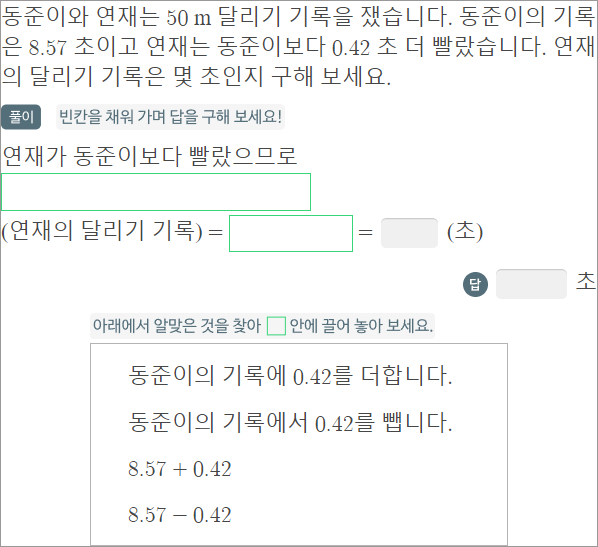 동준이와 연재는 50 m 달리기 기록을 쟀습니다. 동준이의 기록
은 8.57 초이고 연재는 동준이보다 0.42 초 더 빨랐습니다. 연재
의 달리기 기록은 몇 초인지 구해 보세요.
풀이 빈칸을 채워 가며 답을 구해 보세요!
연재가 동준이보다 빨랐으므로
(연재의 달리기 기록) = = (초)
답 초
아래에서 알맞은 것을 찾아 안에 끌어 놓아 보세요.
동준이의 기록에 0.42를 더합니다.
동준이의 기록에서 0.42를 뺍니다.
8.57 + 0.42
8.57 − 0.42